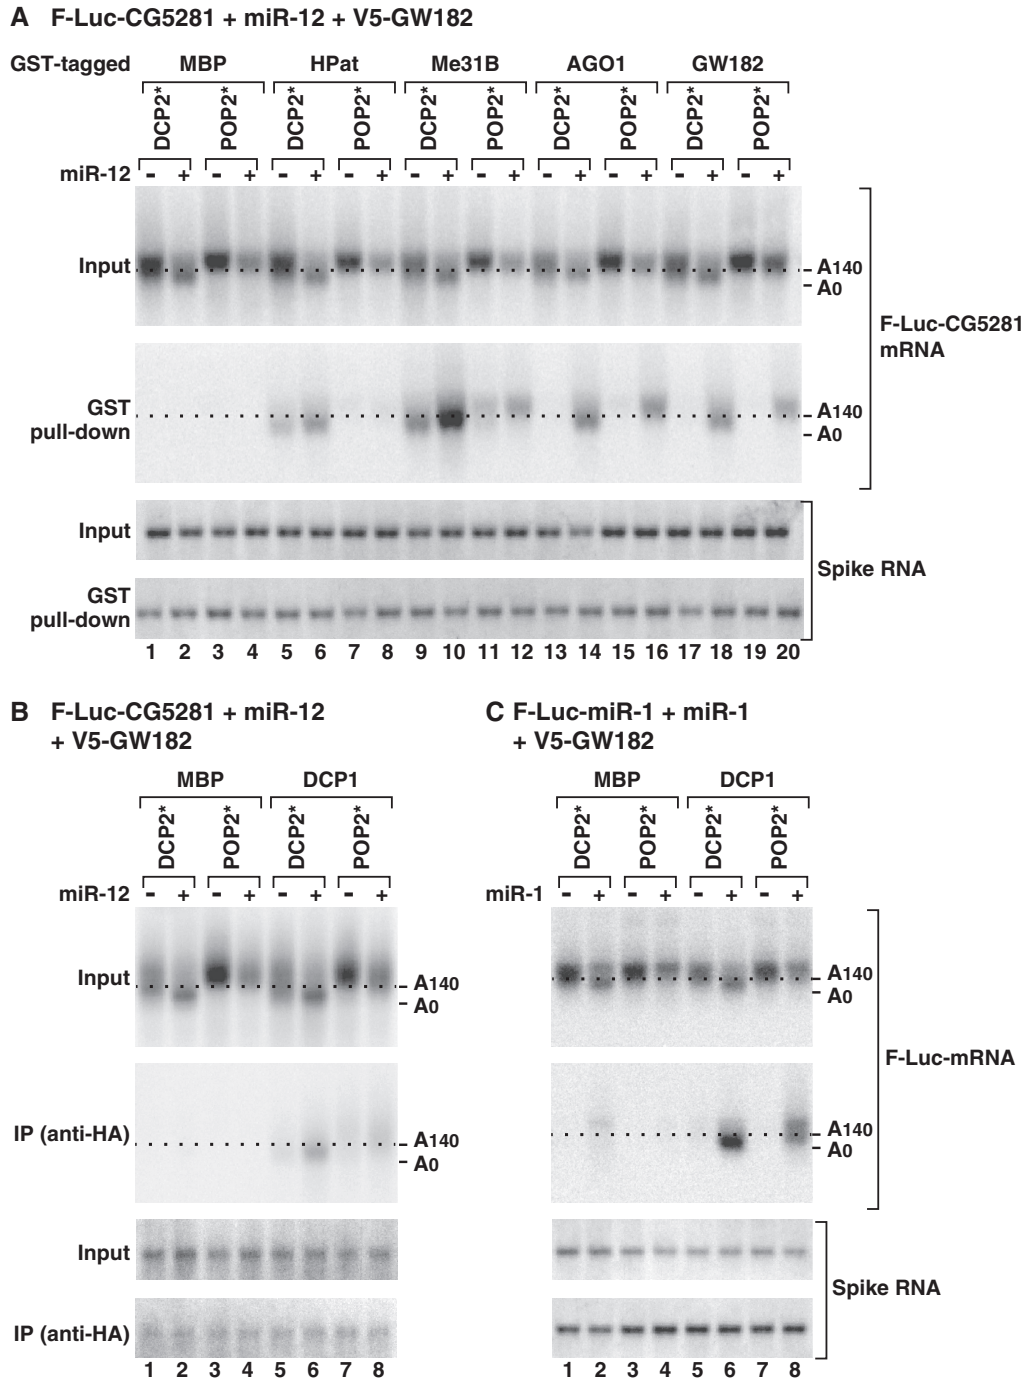 A F-Luc-CG5281 + miR-12 + V5-GW182
GST-tagged MBP HPat Me31B AGO1 GW182
DCP2* POP2* DCP2* POP2* DCP2* POP2* DCP2* POP2* DCP2* POP2*
miR-12 - + - + - + - + - + - + - + - + - + - +
Input
A140
A0
F-Luc-CG5281
mRNA
GST
pull-down
A140
A0
Input
Spike RNA
GST
pull-down
1 2 3 4 5 6 7 8 9 10 11 12 13 14 15 16 17 18 19 20
B F-Luc-CG5281 + miR-12
+ V5-GW182
MBP DCP1
DCP2* POP2* DCP2* POP2*
miR-12 - + - + - + - +
Input
A140
A0
IP (anti-HA)
A140
A0
Input
IP (anti-HA)
1 2 3 4 5 6 7 8
C F-Luc-miR-1 + miR-1
+ V5-GW182
MBP DCP1
DCP2* POP2* DCP2* POP2*
miR-1 - + - + - + - +
A140
A0
F-Luc-mRNA
A140
A0
Spike RNA
1 2 3 4 5 6 7 8